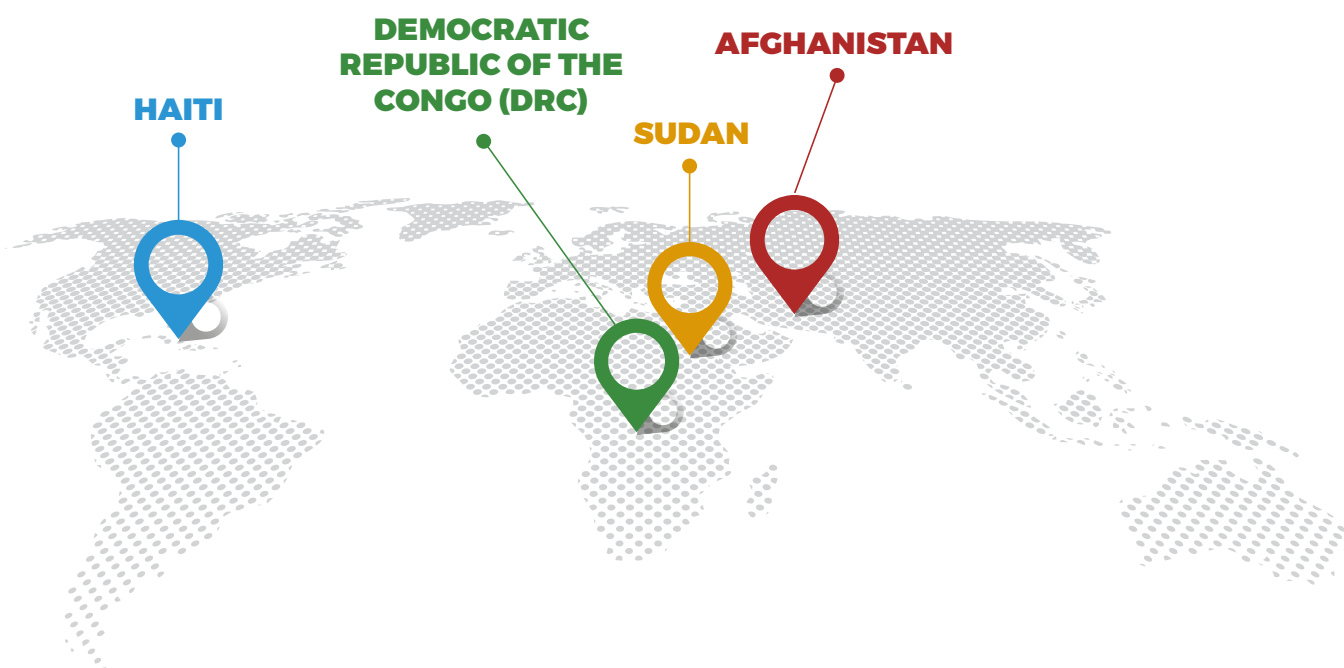 HAITI
DEMOCRATIC
REPUBLIC OF THE
CONGO (DRC)
SUDAN
AFGHANISTAN